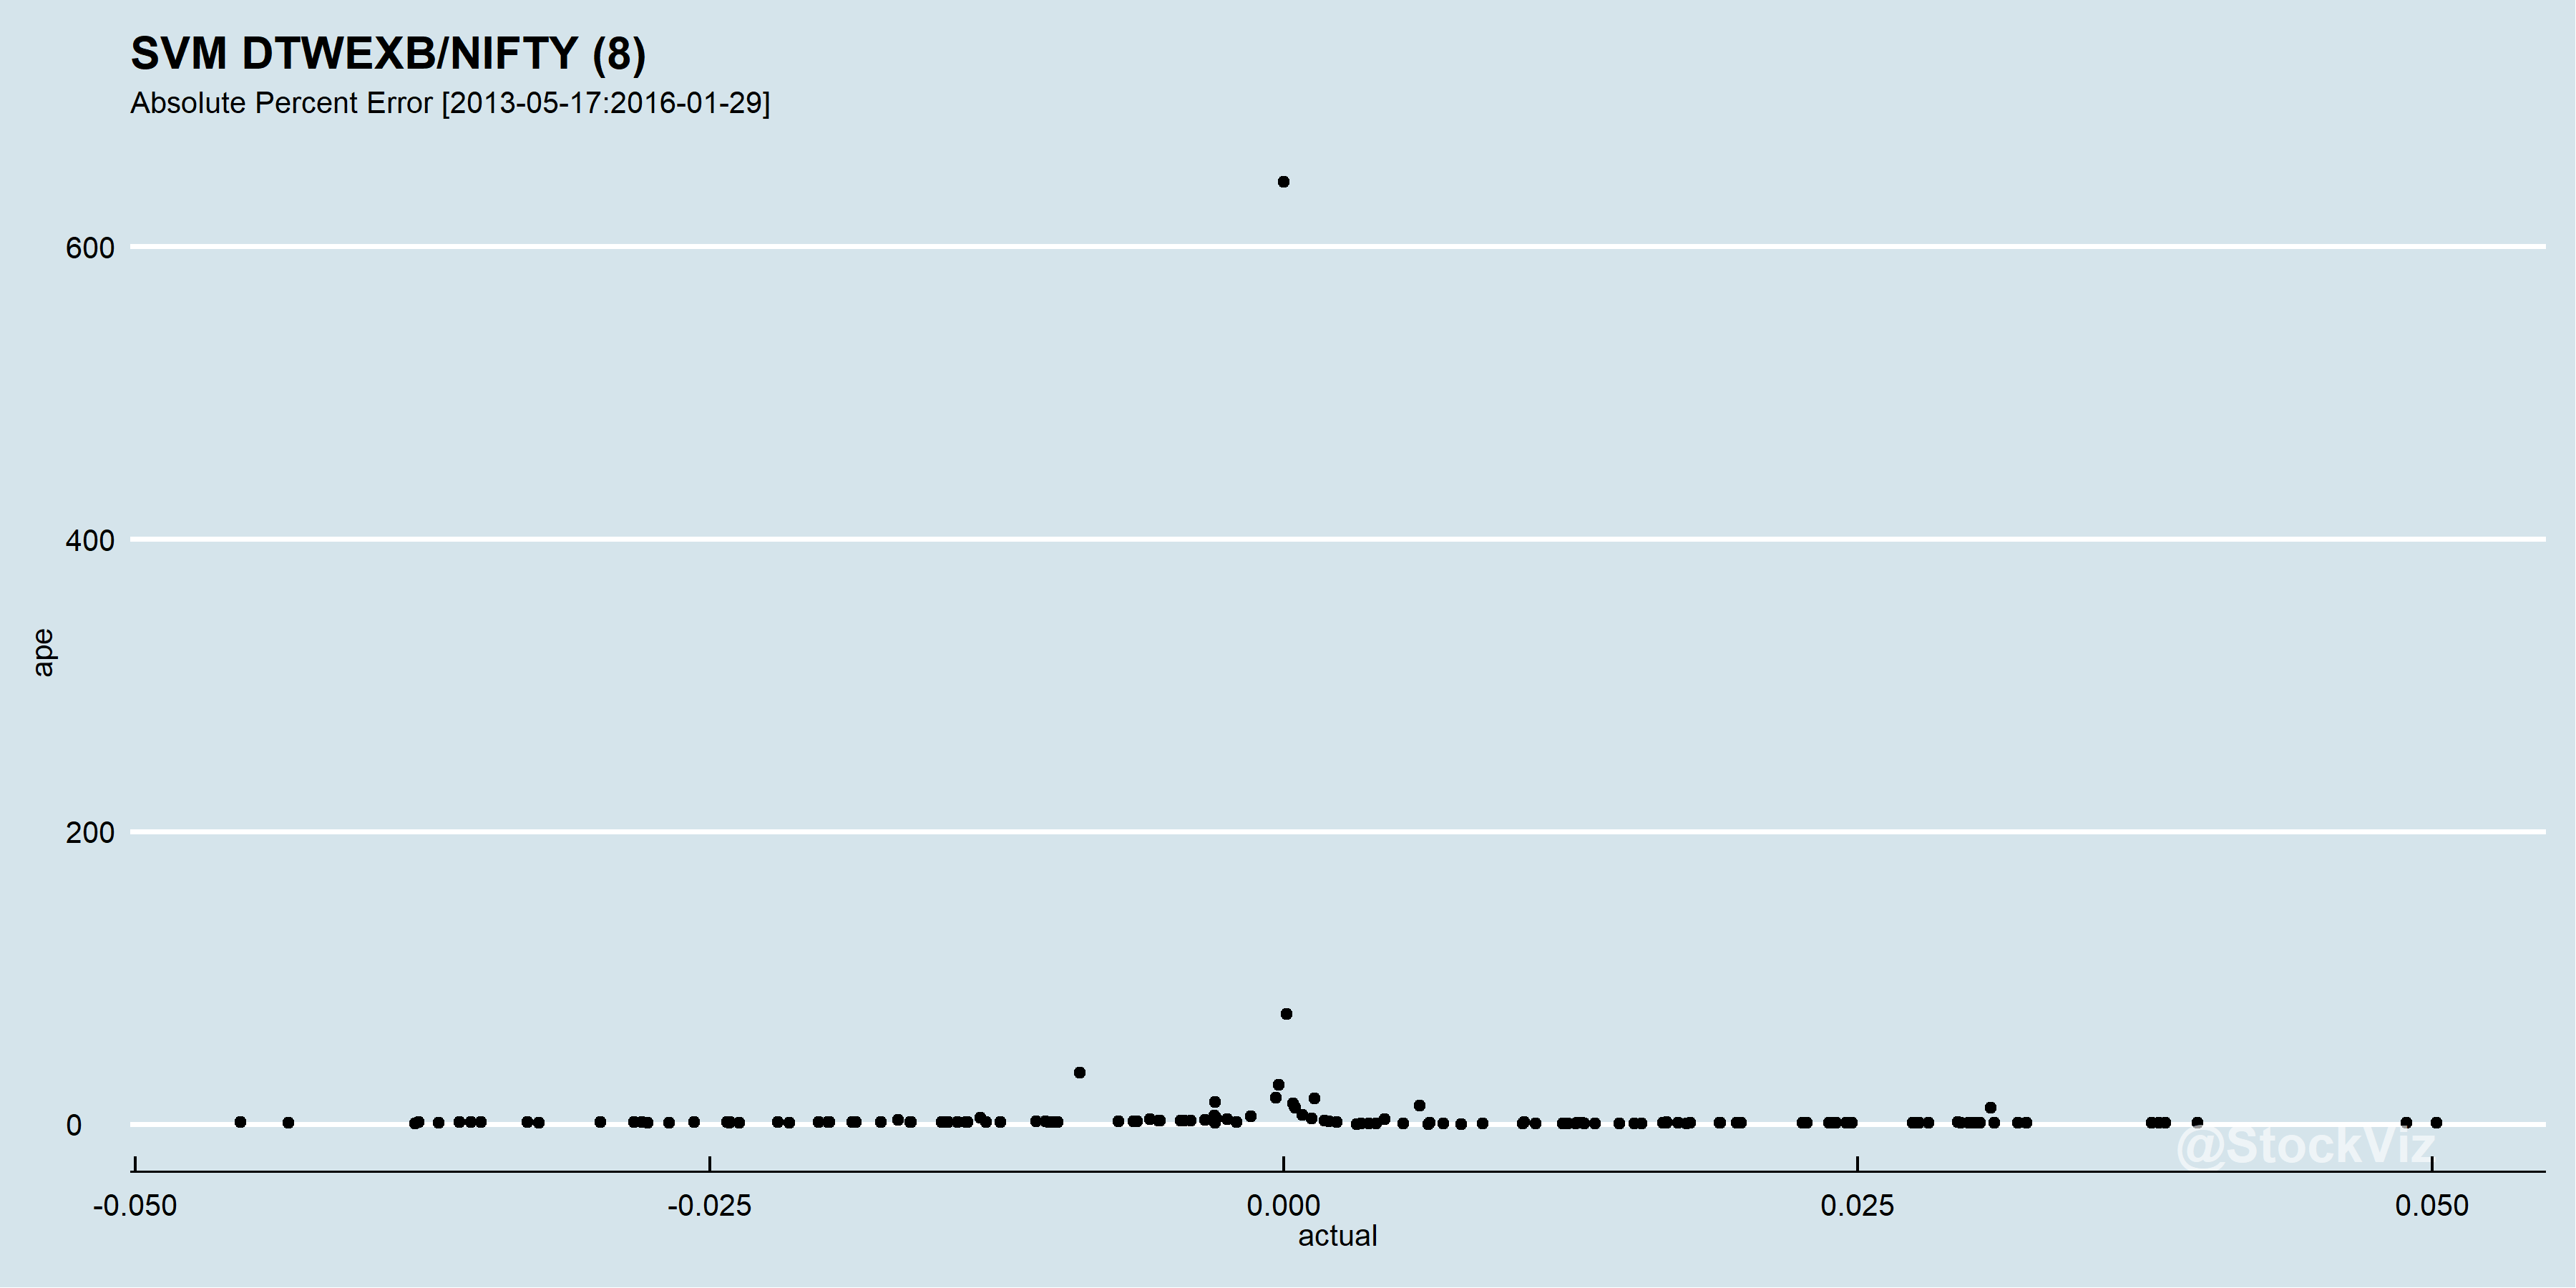 SVM DTWEXB/NIFTY (8)
Absolute Percent Error [2013-05-17:2016-01-29]
600
400
200
0
ape
-0.050 -0.025 0.000 0.025 0.050
actual
@StockViz